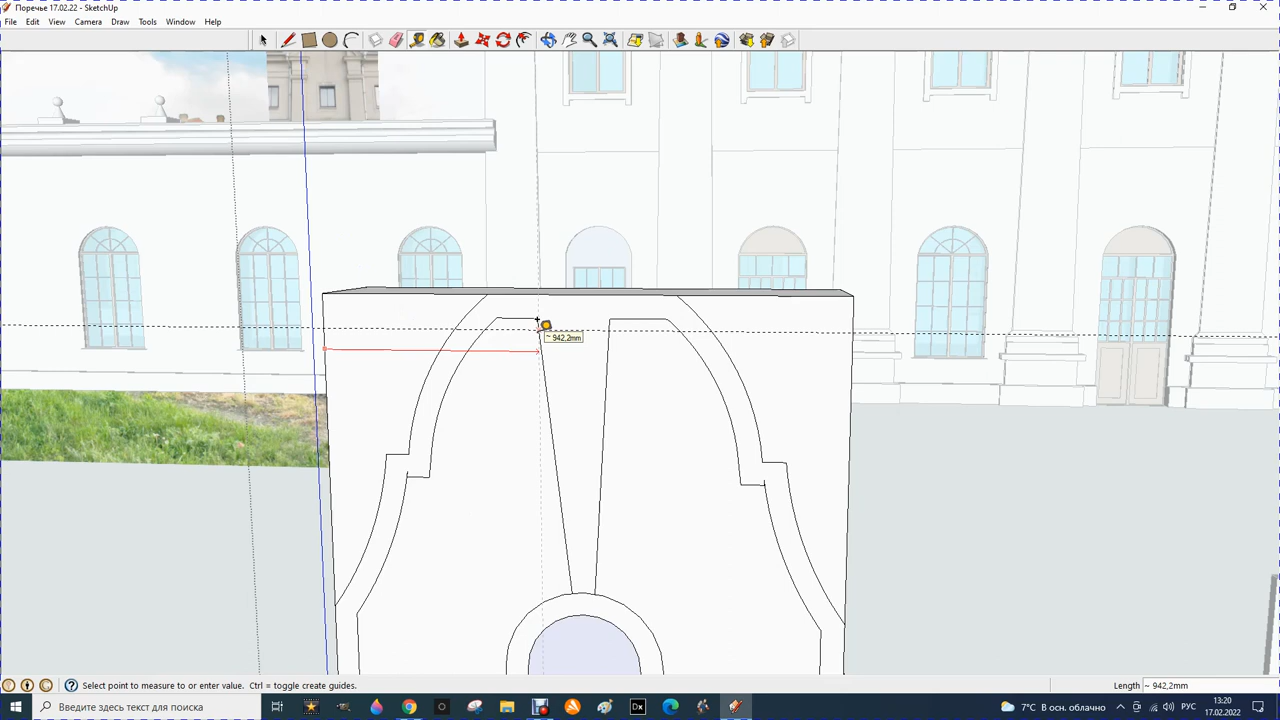 Поречье 17.02.22 - SketchUp
File Edit View Camera Draw Tools Window Help
~ 942,2mm
Select point to measure to or enter value. Ctrl = toggle create guides.
Length ~ 942,2mm
Введите здесь текст для поиска
Dx
7°C В осн. облачно
РУС
13:20
17.02.2022